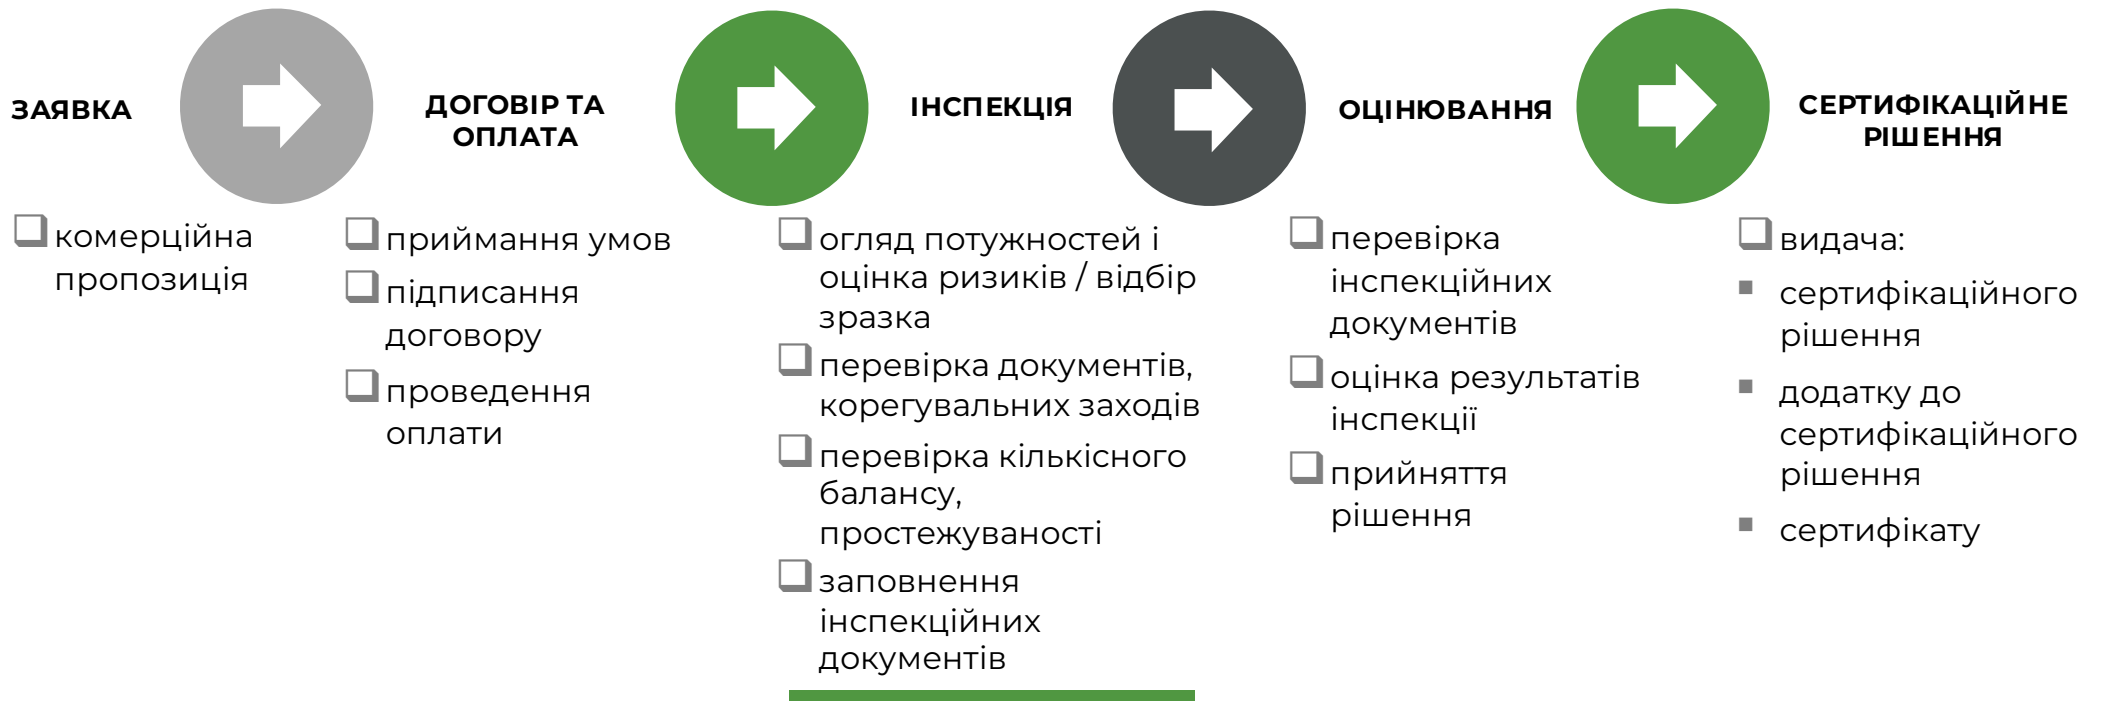 ЗАЯВКА
комерційна
пропозиція
ДОГОВІР ТА
ОПЛАТА
приймання умов
підписання
договору
проведення
оплати
ІНСПЕКЦІЯ
огляд потужностей і
оцінка ризиків / відбір
зразка
перевірка документів,
корегувальних заходів
перевірка кількісного
балансу,
простежуваності
заповнення
інспекційних
документів
ОЦІНЮВАННЯ
перевірка
інспекційних
документів
оцінка результатів
інспекції
прийняття
рішення
СЕРТИФІКАЦІЙНЕ
РІШЕННЯ
видача:
сертифікаційного
рішення
додатку до
сертифікаційного
рішення
сертифікату